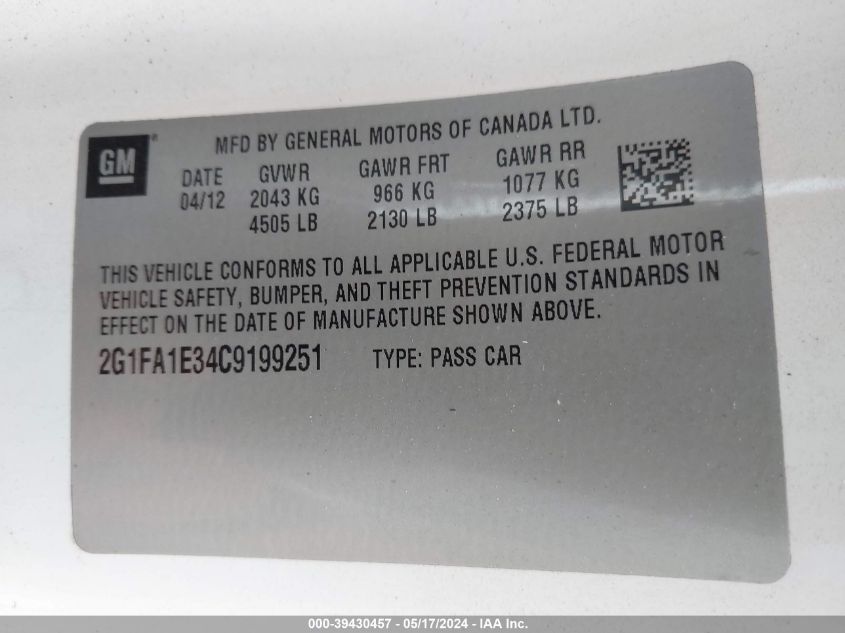 GM ®
MFD BY GENERAL MOTORS OF CANADA LTD.
DATE GVWR GAWR FRT GAWR RR
04/12 2043 KG 966 KG 1077 KG
4505 LB 2130 LB 2375 LB
THIS VEHICLE CONFORMS TO ALL APPLICABLE U.S. FEDERAL MOTOR
VEHICLE SAFETY, BUMPER, AND THEFT PREVENTION STANDARDS IN
EFFECT ON THE DATE OF MANUFACTURE SHOWN ABOVE.
2G1FA1E34C9199251 TYPE: PASS CAR
000-39430457 - 05/17/2024 - IAA Inc.